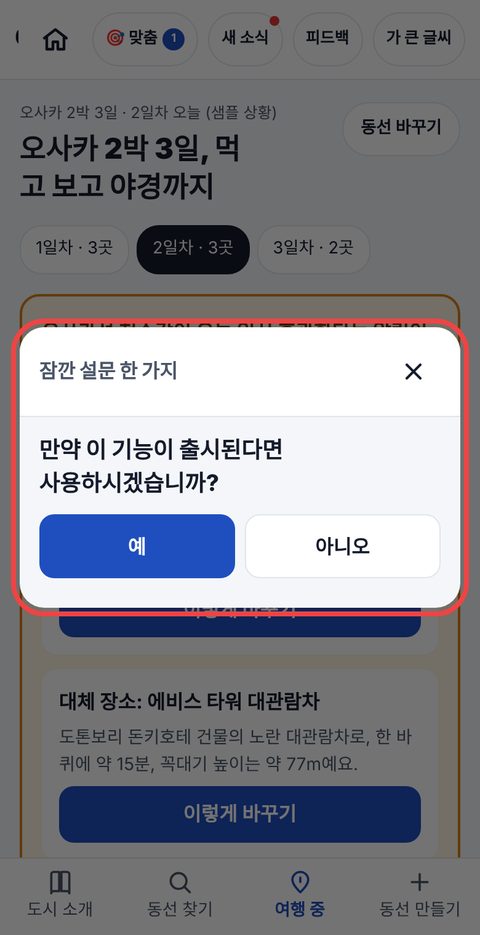 맞춤 1
새 소식
피드백
가 큰 글씨
오사카 2박 3일 · 2일차 오늘 (샘플 상황)
오사카 2박 3일, 먹
고 보고 야경까지
동선 바꾸기
1일차 · 3곳
2일차 · 3곳
3일차 · 2곳
잠깐 설문 한 가지
만약 이 기능이 출시된다면
사용하시겠습니까?
예
아니오
이렇게 바꾸기
대체 장소: 에비스 타워 대관람차
도톤보리 돈키호테 건물의 노란 대관람차로, 한 바
퀴에 약 15분, 꼭대기 높이는 약 77m예요.
이렇게 바꾸기
도시 소개
동선 찾기
여행 중
동선 만들기